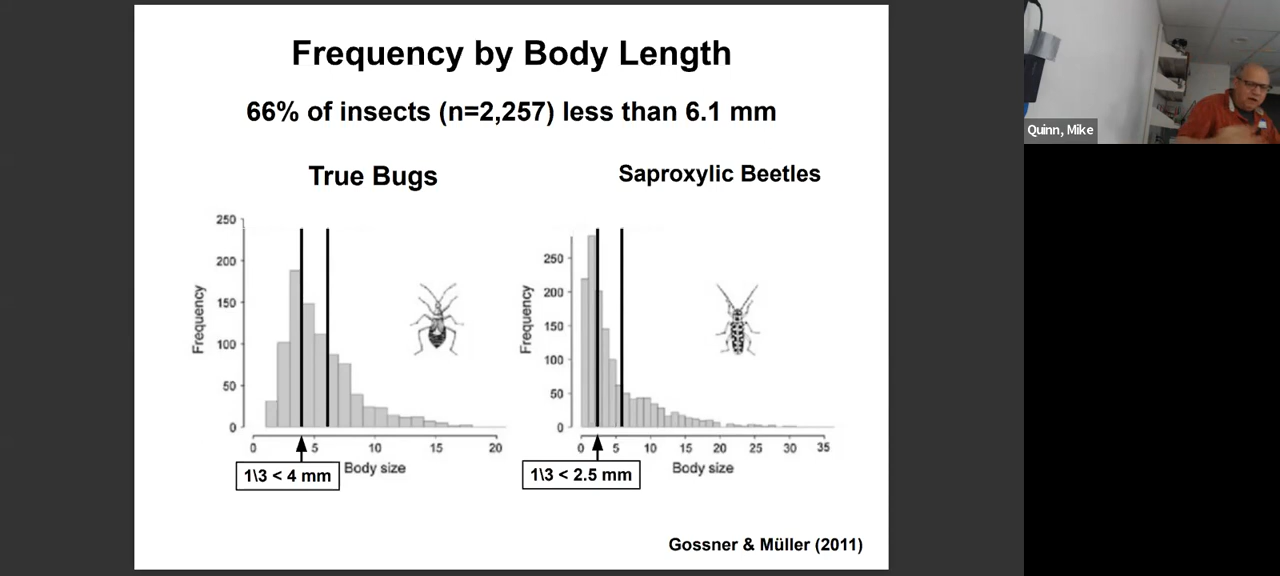 Frequency by Body Length
66% of insects (n=2,257) less than 6.1 mm
True Bugs
Saproxylic Beetles
250
200
150
100
50
0
Frequency
0 5 10 15 20
Body size
1\3 < 4 mm
250
200
150
100
50
0
Frequency
0 5 10 15 20 25 30 35
Body size
1\3 < 2.5 mm
Gossner & Müller (2011)
Quinn, Mike